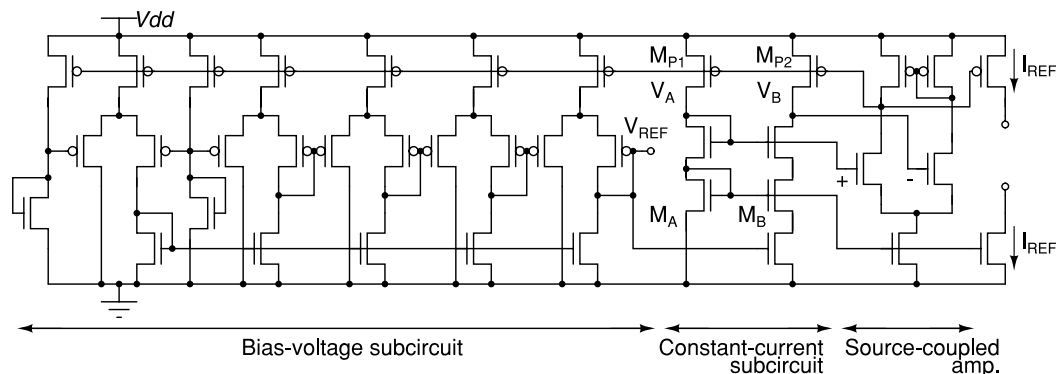 Vdd
M_P1 M_P2 I_REF
V_A V_B
V_REF
+ -
M_A M_B
I_REF
Bias-voltage subcircuit
Constant-current
subcircuit
Source-coupled
amp.